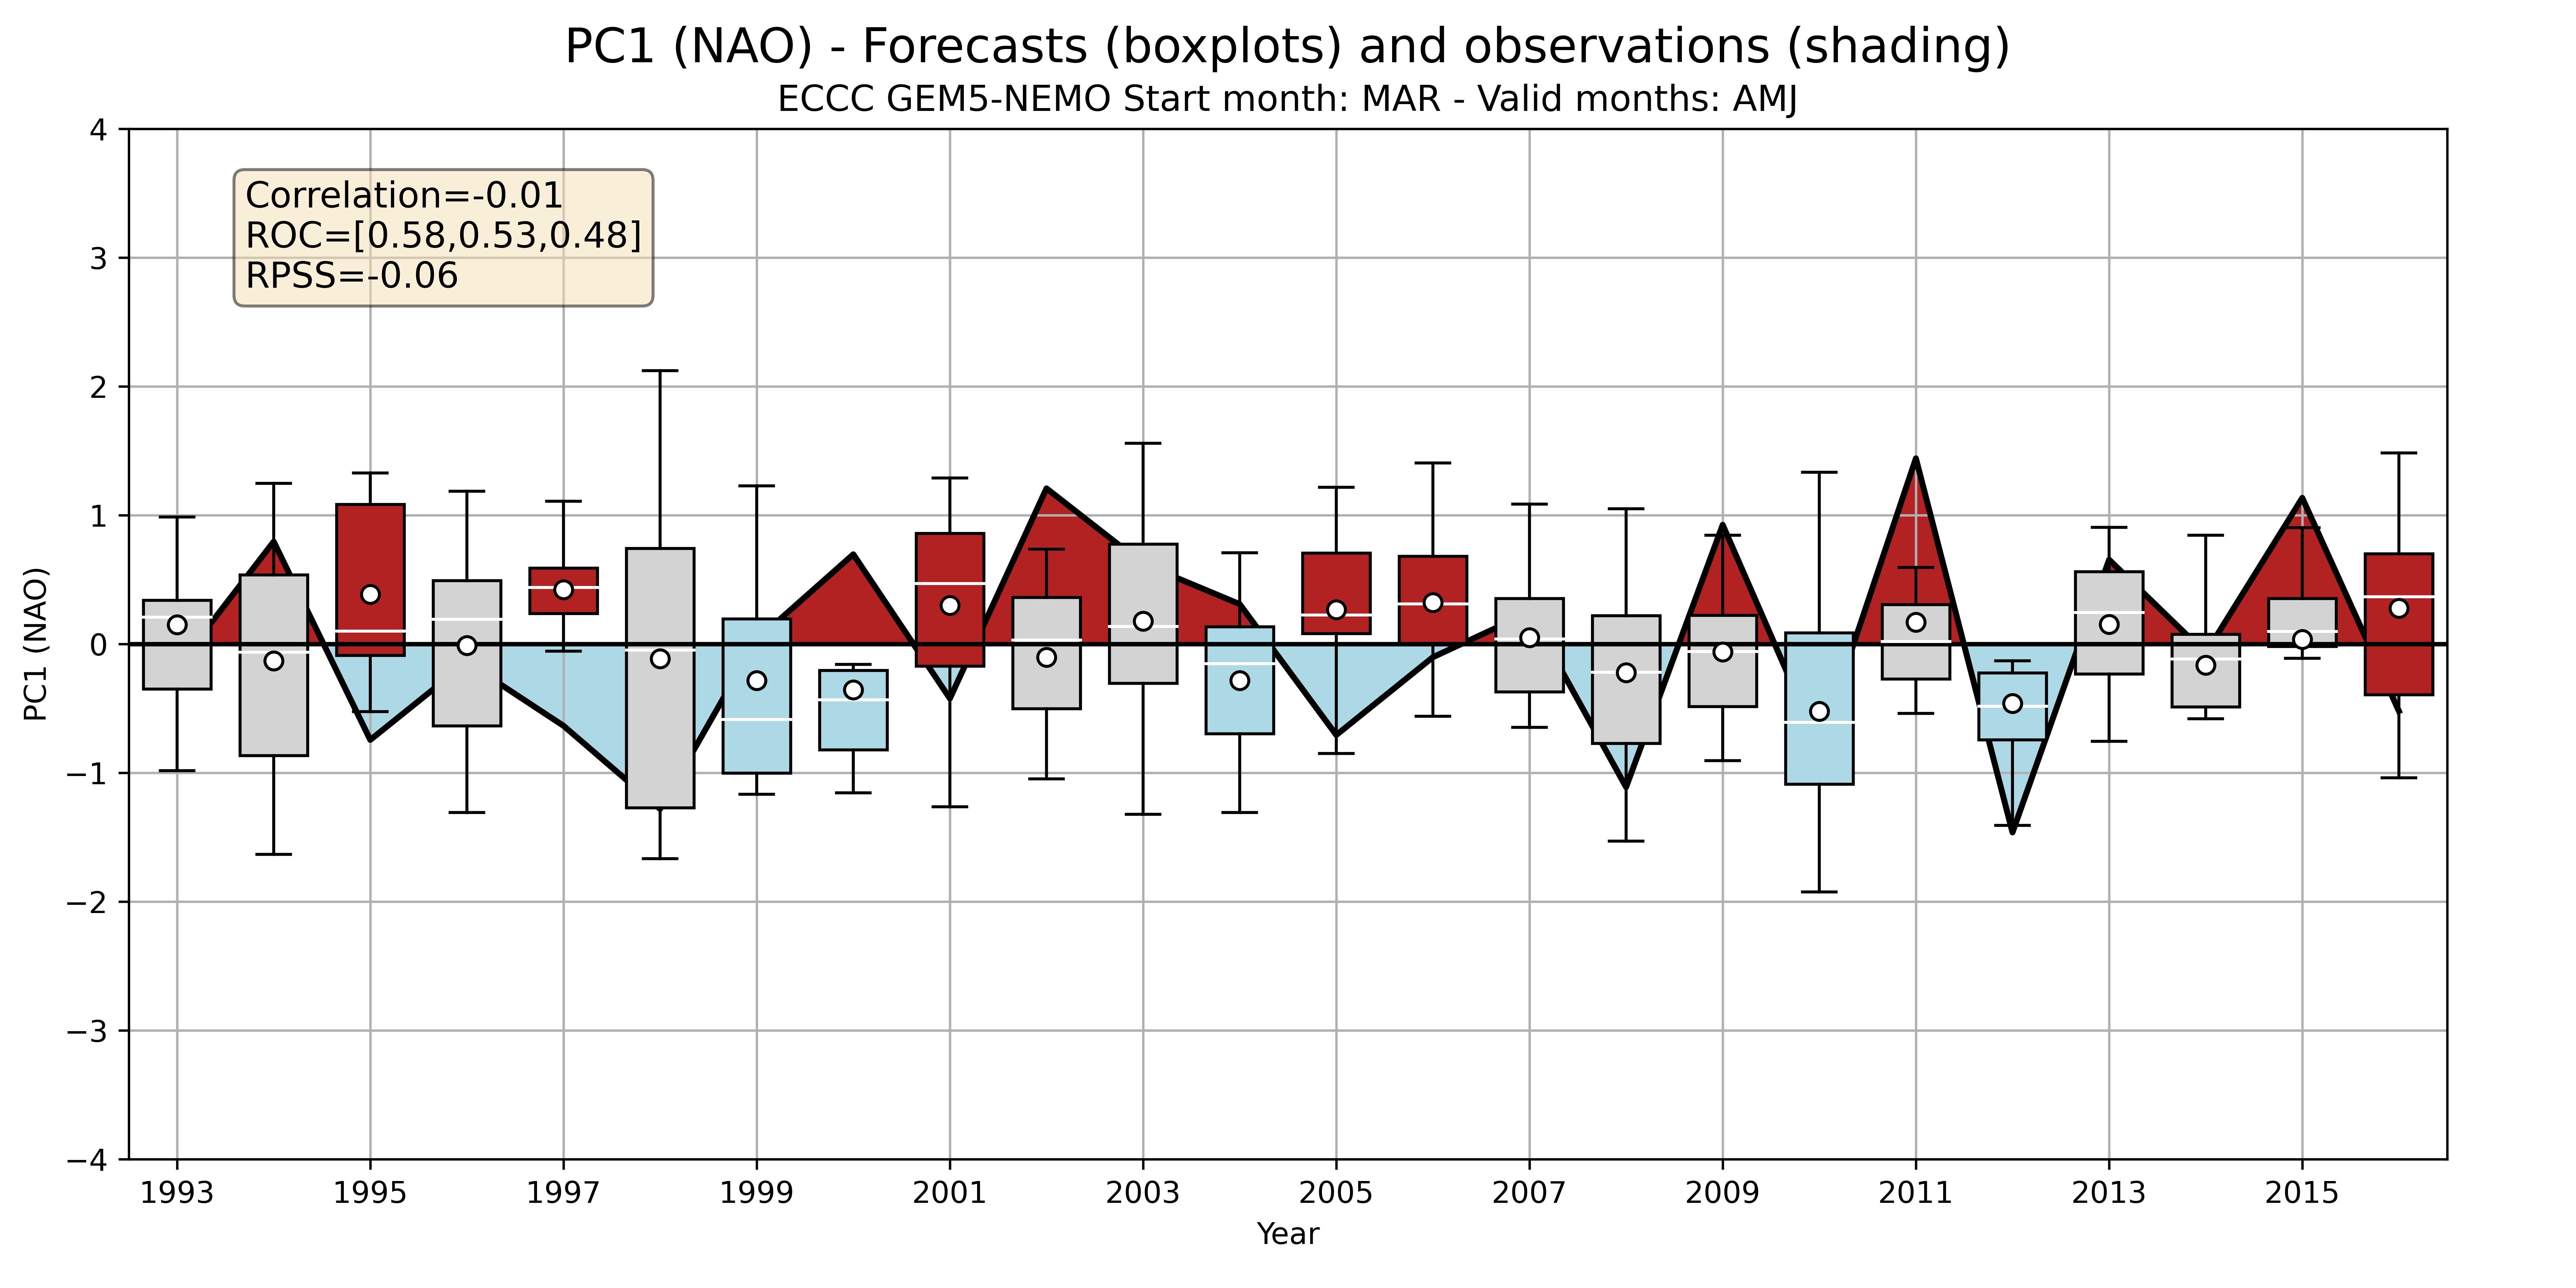 PC1 (NAO) - Forecasts (boxplots) and observations (shading)
ECCC GEM5-NEMO Start month: MAR - Valid months: AMJ
Correlation=-0.01
ROC=[0.58,0.53,0.48]
RPSS=-0.06
PC1 (NAO)
4
3
2
1
0
−1
−2
−3
−4
1993 1995 1997 1999 2001 2003 2005 2007 2009 2011 2013 2015
Year